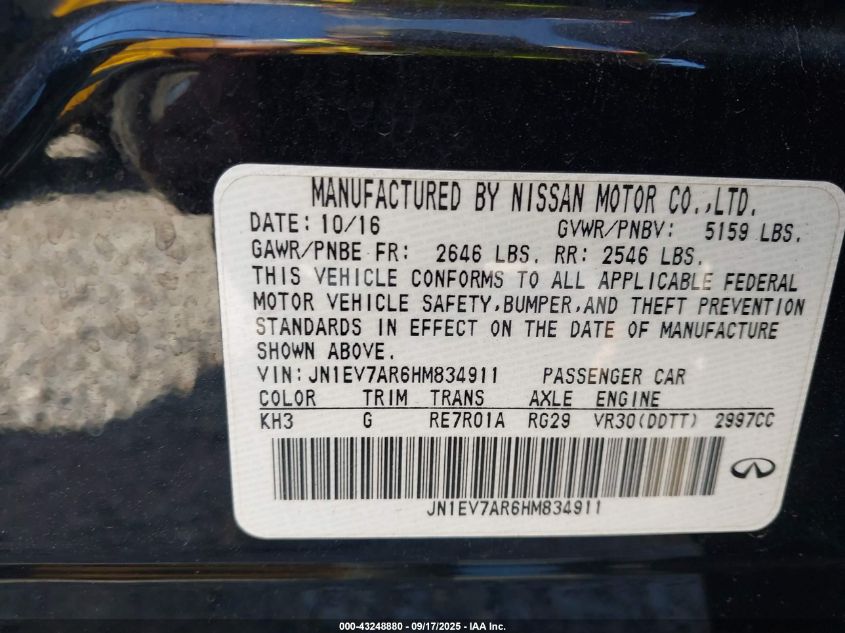 MANUFACTURED BY NISSAN MOTOR CO.,LTD.
DATE: 10/16 GVWR/PNBV: 5159 LBS.
GAWR/PNBE FR: 2646 LBS. RR: 2546 LBS.
THIS VEHICLE CONFORMS TO ALL APPLICABLE FEDERAL
MOTOR VEHICLE SAFETY,BUMPER,AND THEFT PREVENTION
STANDARDS IN EFFECT ON THE DATE OF MANUFACTURE
SHOWN ABOVE.
VIN: JN1EV7AR6HM834911 PASSENGER CAR
COLOR TRIM TRANS AXLE ENGINE
KH3 G RE7R01A RG29 VR30(DDTT) 2997CC
JN1EV7AR6HM834911
000-43248880 - 09/17/2025 - IAA Inc.